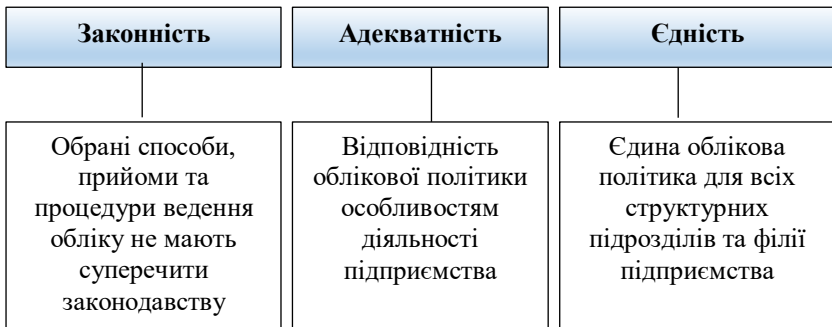 Законність
Адекватність
Єдність
Обрані способи,
прийоми та
процедури ведення
обліку не мають
суперечити
законодавству
Відповідність
облікової політики
особливостям
діяльності
підприємства
Єдина облікова
політика для всіх
структурних
підрозділів та філії
підприємства